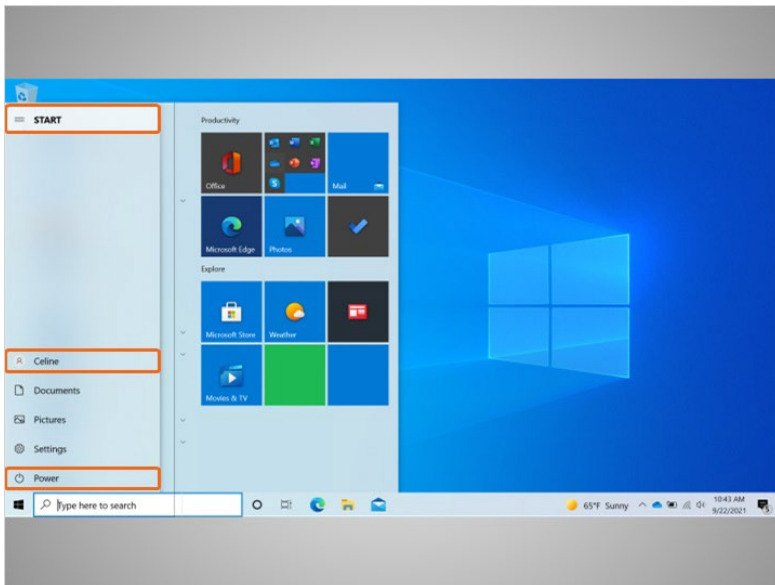 START
Productivity
Office
Mail
Microsoft Edge
Photos
Explore
Microsoft Store
Weather
Movies & TV
Celine
Documents
Pictures
Settings
Power
Type here to search
65°F Sunny
10:43 AM
9/22/2021